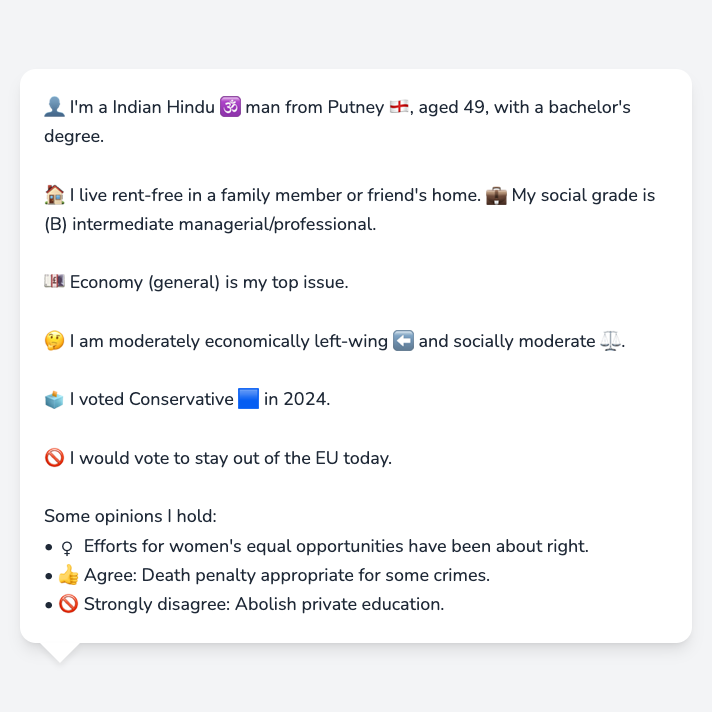 👤 I'm a Indian Hindu 🕉️ man from Putney 🏴󠁧󠁢󠁥󠁮󠁧󠁿, aged 49, with a bachelor's
degree.
🏠 I live rent-free in a family member or friend's home. 💼 My social grade is
(B) intermediate managerial/professional.
💷 Economy (general) is my top issue.
🤔 I am moderately economically left-wing ⬅️ and socially moderate ⚖️.
🗳️ I voted Conservative 🟦 in 2024.
🚫 I would vote to stay out of the EU today.
Some opinions I hold:
• ♀ Efforts for women's equal opportunities have been about right.
• 👍 Agree: Death penalty appropriate for some crimes.
• 🚫 Strongly disagree: Abolish private education.